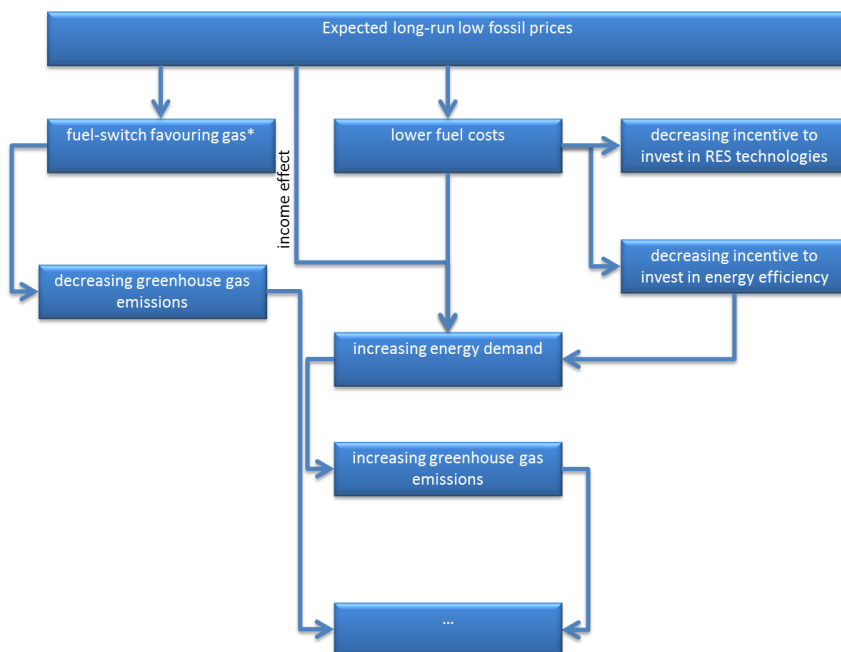 Expected long-run low fossil prices
fuel-switch favouring gas*
income effect
lower fuel costs
decreasing incentive to
invest in RES technologies
decreasing incentive to
invest in energy efficiency
decreasing greenhouse gas
emissions
increasing energy demand
increasing greenhouse gas
emissions
...